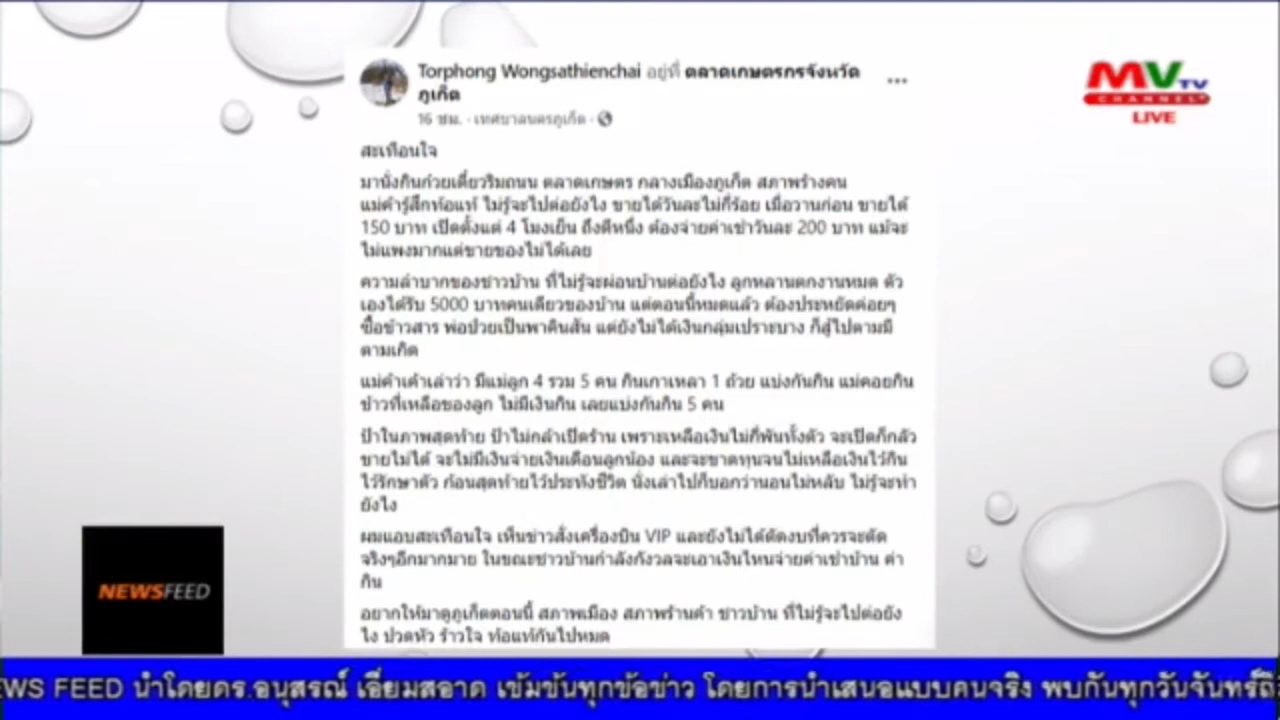 Torphong Wongsathienchai อยู่ที่ ตลาดเกษตรกรจังหวัด
ภูเก็ต
16 ชม. · เทศบาลนครภูเก็ต ·
สะเทือนใจ
มานั่งกินก๋วยเตี๋ยวริมถนน ตลาดเกษตร กลางเมืองภูเก็ต สภาพร้างคน
แม่ค้ารู้สึกท้อแท้ ไม่รู้จะไปต่อยังไง ขายได้วันละไม่กี่ร้อย เมื่อวานก่อน ขายได้
150 บาท เปิดตั้งแต่ 4 โมงเย็น ถึงตีหนึ่ง ต้องจ่ายค่าเช่าวันละ 200 บาท แม้จะ
ไม่แพงมากแต่ขายของไม่ได้เลย
ความลำบากของชาวบ้าน ที่ไม่รู้จะผ่อนบ้านต่อยังไง ลูกหลานตกงานหมด ตัว
เองได้รับ 5000 บาทคนเดียวของบ้าน แต่ตอนนี้หมดแล้ว ต้องประหยัดค่อยๆ
ซื้อข้าวสาร พ่อป่วยเป็นพาคินสัน แต่ยังไม่ได้เงินกลุ่มเปราะบาง ก็สู้ไปตามมี
ตามเกิด
แม่ค้าเค้าเล่าว่า มีแม่ลูก 4 รวม 5 คน กินเกาเหลา 1 ถ้วย แบ่งกันกิน แม่คอยกิน
ข้าวที่เหลือของลูก ไม่มีเงินกิน เลยแบ่งกันกิน 5 คน
ป้าในภาพสุดท้าย ป้าไม่กล้าเปิดร้าน เพราะเหลือเงินไม่กี่พันทั้งตัว จะเปิดก็กลัว
ขายไม่ได้ จะไม่มีเงินจ่ายเงินเดือนลูกน้อง และจะขาดทุนจนไม่เหลือเงินไว้กิน
ไว้รักษาตัว ก้อนสุดท้ายไว้ประทังชีวิต นั่งเล่าไปก็บอกว่านอนไม่หลับ ไม่รู้จะทำ
ยังไง
ผมแอบสะเทือนใจ เห็นข่าวสั่งเครื่องบิน VIP และยังไม่ได้ตัดงบที่ควรจะตัด
จริงๆอีกมากมาย ในขณะชาวบ้านกำลังกังวลจะเอาเงินไหนจ่ายค่าเช่าบ้าน ค่า
กิน
อยากให้มาดูภูเก็ตตอนนี้ สภาพเมือง สภาพร้านค้า ชาวบ้าน ที่ไม่รู้จะไปต่อยัง
ไง ปวดหัว ร้าวใจ ท้อแท้กันไปหมด
MVTV
CHANNEL
LIVE
NEWSFEED
EWS FEED นำโดยดร.อนุสรณ์ เอี่ยมสอาด เข้มข้นทุกข้อข่าว โดยการนำเสนอแบบคนจริง พบกันทุกวันจันทร์ถึ